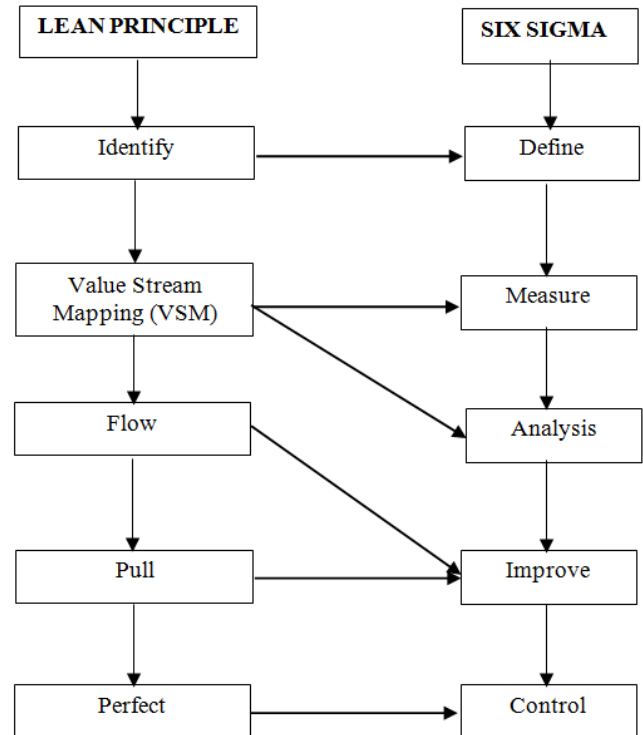 LEAN PRINCIPLE
SIX SIGMA
Identify
Define
Value Stream
Mapping (VSM)
Measure
Flow
Analysis
Pull
Improve
Perfect
Control